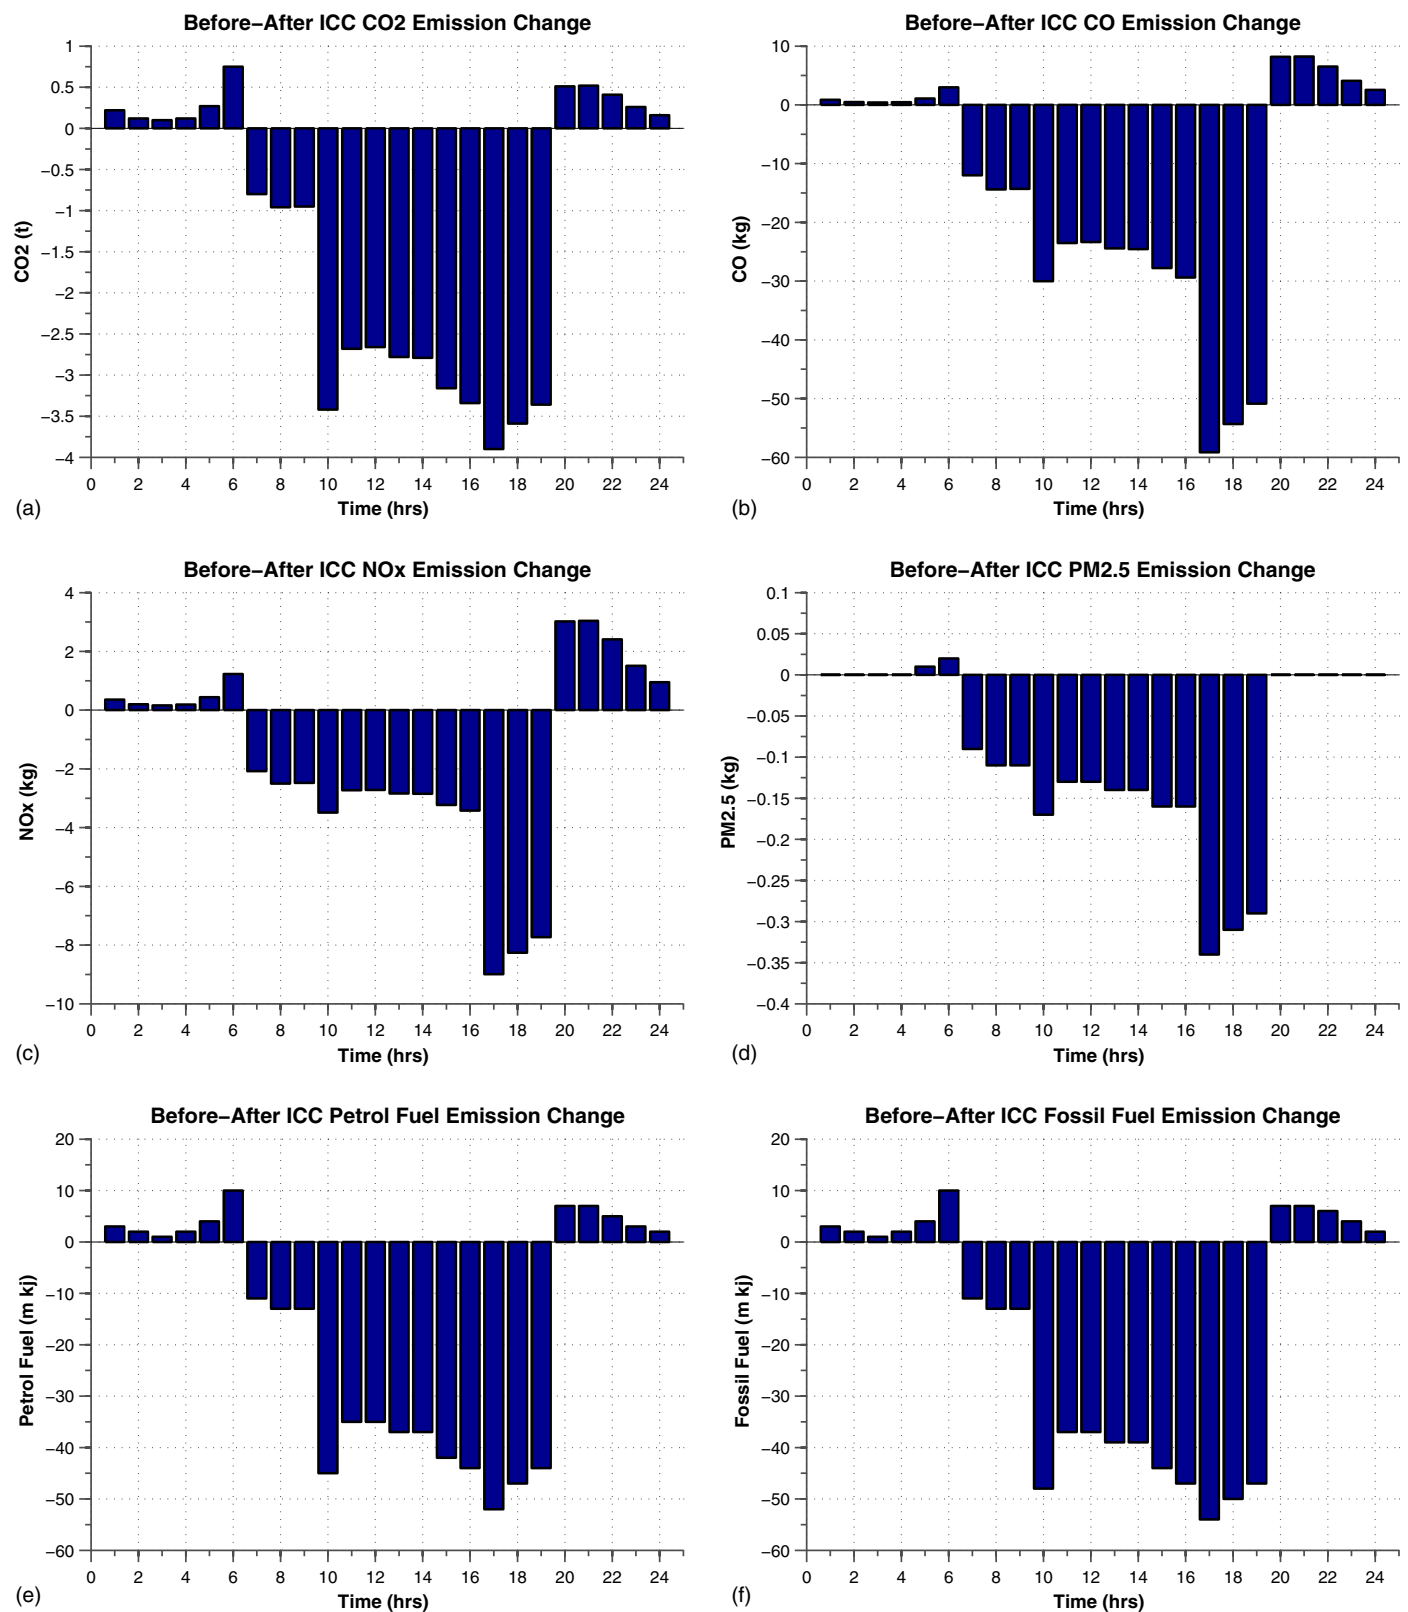 Before−After ICC CO2 Emission Change
1
0.5
0
−0.5
−1
−1.5
−2
−2.5
−3
−3.5
−4
CO2 (t)
0 2 4 6 8 10 12 14 16 18 20 22 24
Time (hrs)
(a)
Before−After ICC CO Emission Change
10
0
−10
−20
−30
−40
−50
−60
CO (kg)
0 2 4 6 8 10 12 14 16 18 20 22 24
Time (hrs)
(b)
Before−After ICC NOx Emission Change
4
2
0
−2
−4
−6
−8
−10
NOx (kg)
0 2 4 6 8 10 12 14 16 18 20 22 24
Time (hrs)
(c)
Before−After ICC PM2.5 Emission Change
0.1
0.05
0
−0.05
−0.1
−0.15
−0.2
−0.25
−0.3
−0.35
−0.4
PM2.5 (kg)
0 2 4 6 8 10 12 14 16 18 20 22 24
Time (hrs)
(d)
Before−After ICC Petrol Fuel Emission Change
20
10
0
−10
−20
−30
−40
−50
−60
Petrol Fuel (m kj)
0 2 4 6 8 10 12 14 16 18 20 22 24
Time (hrs)
(e)
Before−After ICC Fossil Fuel Emission Change
20
10
0
−10
−20
−30
−40
−50
−60
Fossil Fuel (m kj)
0 2 4 6 8 10 12 14 16 18 20 22 24
Time (hrs)
(f)